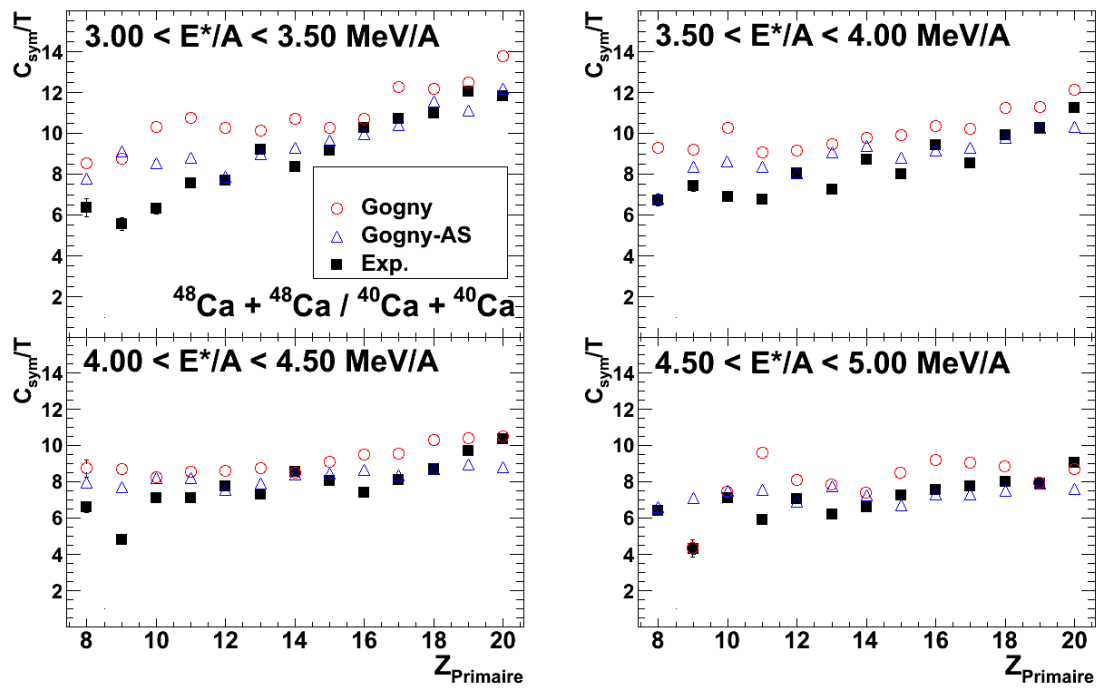 3.00 < E*/A < 3.50 MeV/A
C_sym/T
14
12
10
8
6
4
2
Gogny
Gogny-AS
Exp.
⁴⁸Ca + ⁴⁸Ca / ⁴⁰Ca + ⁴⁰Ca
3.50 < E*/A < 4.00 MeV/A
C_sym/T
14
12
10
8
6
4
2
4.00 < E*/A < 4.50 MeV/A
C_sym/T
14
12
10
8
6
4
2
8 10 12 14 16 18 20
Z_Primaire
4.50 < E*/A < 5.00 MeV/A
C_sym/T
14
12
10
8
6
4
2
8 10 12 14 16 18 20
Z_Primaire